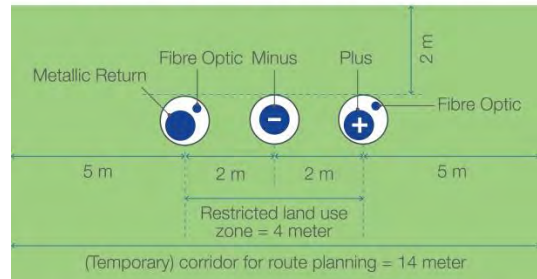 2 m
Fibre Optic Minus Plus
Metallic Return
Fibre Optic
– +
5 m 2 m 2 m 5 m
Restricted land use
zone = 4 meter
(Temporary) corridor for route planning = 14 meter